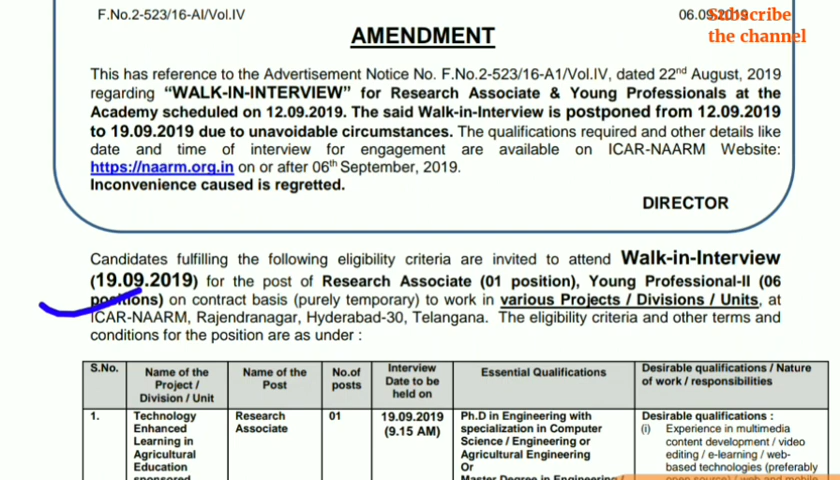 F.No.2-523/16-AI/Vol.IV
06.09.2019
Subscribe
the channel
AMENDMENT
This has reference to the Advertisement Notice No. F.No.2-523/16-A1/Vol.IV, dated 22nd August, 2019
regarding “WALK-IN-INTERVIEW” for Research Associate & Young Professionals at the
Academy scheduled on 12.09.2019. The said Walk-in-Interview is postponed from 12.09.2019
to 19.09.2019 due to unavoidable circumstances. The qualifications required and other details like
date and time of interview for engagement are available on ICAR-NAARM Website:
https://naarm.org.in on or after 06th September, 2019.
Inconvenience caused is regretted.
DIRECTOR
Candidates fulfilling the following eligibility criteria are invited to attend Walk-in-Interview
(19.09.2019) for the post of Research Associate (01 position), Young Professional-II (06
positions) on contract basis (purely temporary) to work in various Projects / Divisions / Units, at
ICAR-NAARM, Rajendranagar, Hyderabad-30, Telangana. The eligibility criteria and other terms and
conditions for the position are as under :
S.No.
Name of the
Project /
Division / Unit
Name of the
Post
No.of
posts
Interview
Date to be
held on
Essential Qualifications
Desirable qualifications / Nature
of work / responsibilities
1.
Technology
Enhanced
Learning in
Agricultural
Education
sponsored
Research
Associate
01
19.09.2019
(9.15 AM)
Ph.D in Engineering with
specialization in Computer
Science / Engineering or
Agricultural Engineering
Or
Master Degree in Engineering /
Desirable qualifications :
(i) Experience in multimedia
content development / video
editing / e-learning / web-
based technologies (preferably